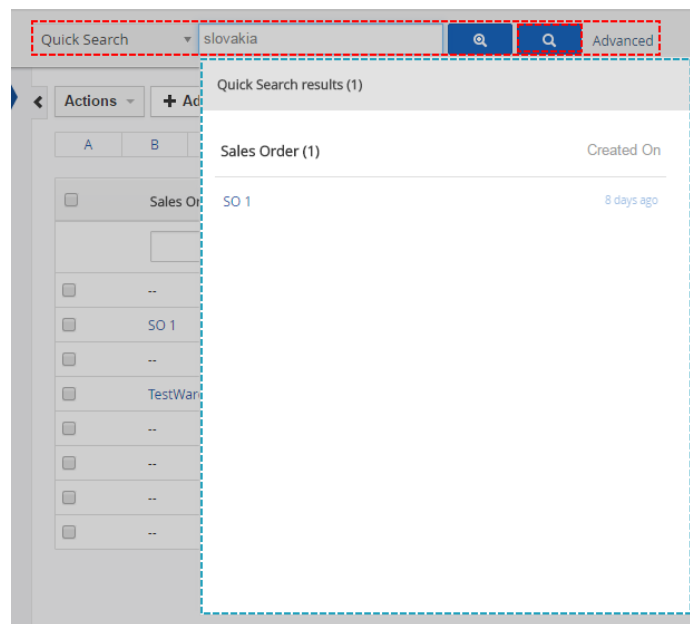 Quick Search slovakia Advanced
Quick Search results (1)
Actions + Ad
A B
Sales Order (1) Created On
Sales Or
SO 1 8 days ago
--
SO 1
--
TestWar
--
--
--
--